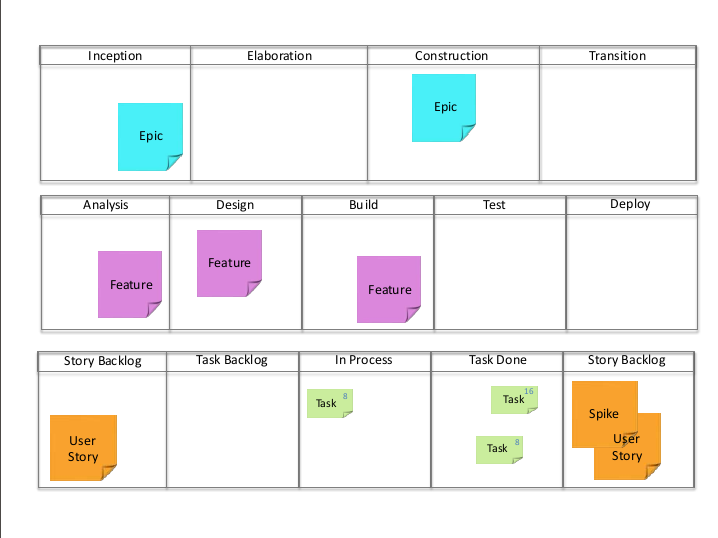 Inception Elaboration Construction Transition
Epic
Epic
Analysis Design Build Test Deploy
Feature
Feature
Feature
Story Backlog Task Backlog In Process Task Done Story Backlog
Task 8
Task 16
Task 8
User
Story
Spike
User
Story